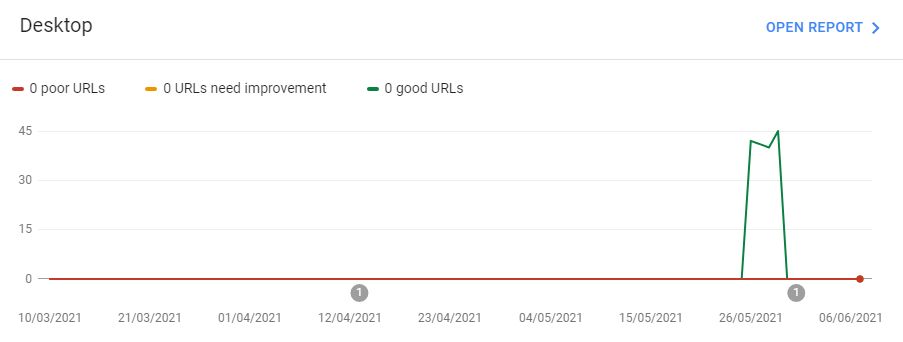 Desktop
OPEN REPORT
0 poor URLs 0 URLs need improvement 0 good URLs
45
30
15
0
1 1
10/03/2021 21/03/2021 01/04/2021 12/04/2021 23/04/2021 04/05/2021 15/05/2021 26/05/2021 06/06/2021